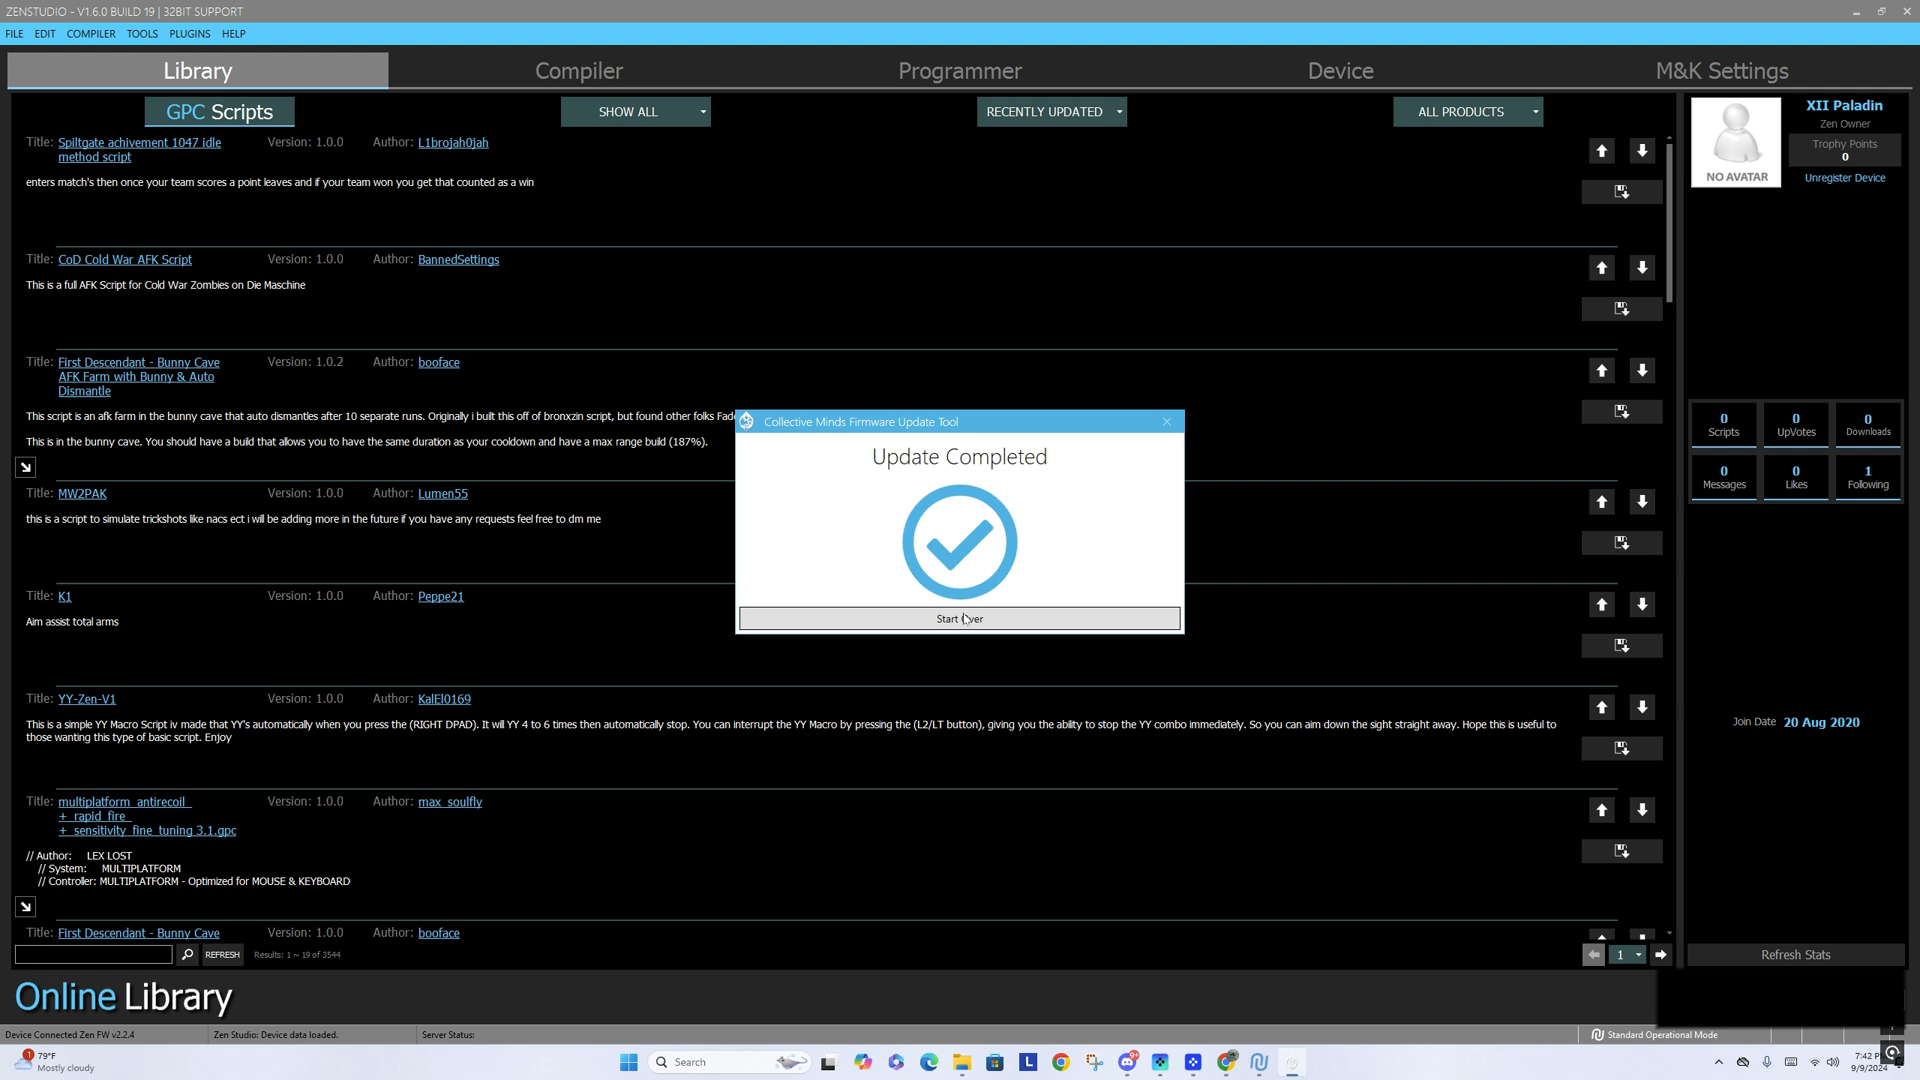 ZENSTUDIO - V1.6.0 BUILD 19 | 32BIT SUPPORT
FILE EDIT COMPILER TOOLS PLUGINS HELP
Library Compiler Programmer Device M&K Settings
GPC Scripts SHOW ALL RECENTLY UPDATED ALL PRODUCTS
Title: Spiltgate achivement 1047 idle Version: 1.0.0 Author: L1brojah0jah
method script
enters match's then once your team scores a point leaves and if your team won you get that counted as a win
Title: CoD Cold War AFK Script Version: 1.0.0 Author: BannedSettings
This is a full AFK Script for Cold War Zombies on Die Maschine
Title: First Descendant - Bunny Cave Version: 1.0.2 Author: booface
AFK Farm with Bunny & Auto
Dismantle
This script is an afk farm in the bunny cave that auto dismantles after 10 separate runs. Originally i built this off of bronxzin script, but found other folks
This is in the bunny cave. You should have a build that allows you to have the same duration as your cooldown and have a max range build (187%).
Title: MW2PAK Version: 1.0.0 Author: Lumen55
this is a script to simulate trickshots like nacs ect i will be adding more in the future if you have any requests feel free to dm me
Title: K1 Version: 1.0.0 Author: Peppe21
Aim assist total arms
Title: YY-Zen-V1 Version: 1.0.0 Author: KalEl0169
This is a simple YY Macro Script iv made that YY's automatically when you press the (RIGHT DPAD). It will YY 4 to 6 times then automatically stop. You can interrupt the YY Macro by pressing the (L2/LT button), giving you the ability to stop the YY combo immediately. So you can aim down the sight straight away. Hope this is useful to
those wanting this type of basic script. Enjoy
Title: multiplatform_antirecoil_ Version: 1.0.0 Author: max_soulfly
+_rapid_fire_
+_sensitivity_fine_tuning 3.1.gpc
// Author: LEX LOST
// System: MULTIPLATFORM
// Controller: MULTIPLATFORM - Optimized for MOUSE & KEYBOARD
Title: First Descendant - Bunny Cave Version: 1.0.0 Author: booface
REFRESH Results: 1 ~ 19 of 3544 1
Collective Minds Firmware Update Tool
Update Completed
Start Over
NO AVATAR
XII Paladin
Zen Owner
Trophy Points
0
Unregister Device
0 0 0
Scripts UpVotes Downloads
0 0 1
Messages Likes Following
Join Date 20 Aug 2020
Refresh Stats
Online Library
Device Connected Zen FW v2.2.4 Zen Studio: Device data loaded. Server Status: Standard Operational Mode
1 79°F
Mostly cloudy
Search
L
9+
7:42
9/9/2024